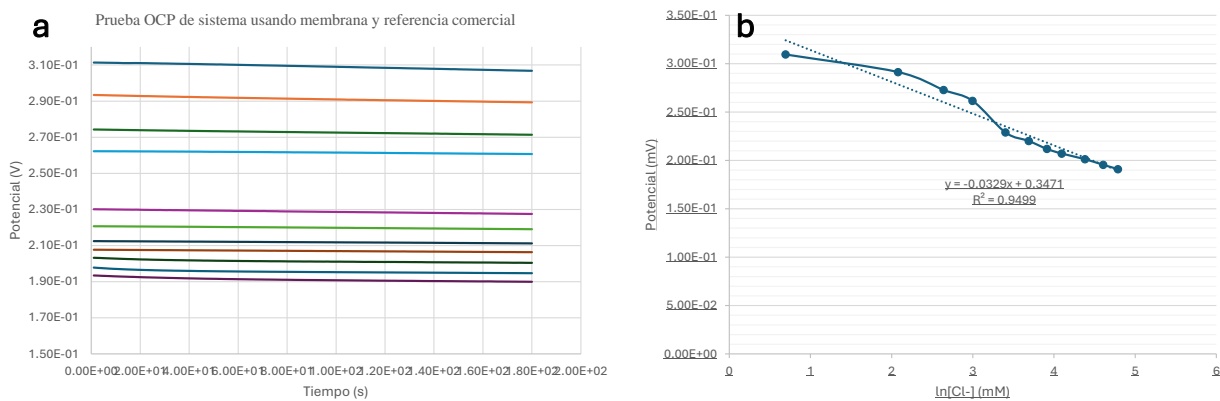 a
Prueba OCP de sistema usando membrana y referencia comercial
Potencial (V)
3.10E-01
2.90E-01
2.70E-01
2.50E-01
2.30E-01
2.10E-01
1.90E-01
1.70E-01
1.50E-01
0.00E+00 2.00E+01 4.00E+01 6.00E+01 8.00E+01 1.00E+02 1.20E+02 1.40E+02 1.60E+02 1.80E+02 2.00E+02
Tiempo (s)
b
Potencial (mV)
3.50E-01
3.00E-01
2.50E-01
2.00E-01
1.50E-01
1.00E-01
5.00E-02
0.00E+00
y = -0.0329x + 0.3471
R² = 0.9499
0 1 2 3 4 5 6
ln[Cl-] (mM)